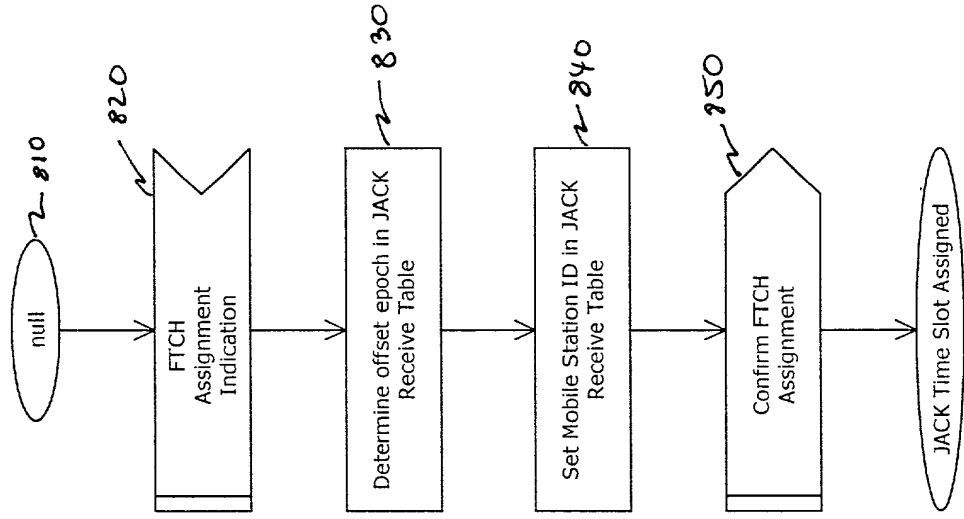 null
810
FTCH
Assignment
Indication
820
Determine offset epoch in JACK
Receive Table
830
Set Mobile Station ID in JACK
Receive Table
840
Confirm FTCH
Assignment
850
JACK Time Slot Assigned